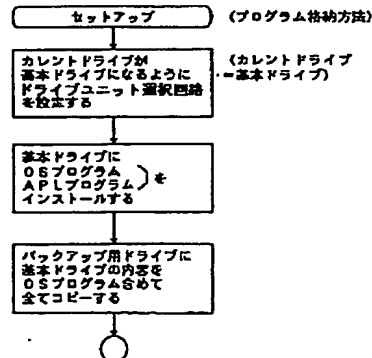 セットアップ
(プログラム格納方法)
カレントドライブが
基本ドライブになるように
ドライブユニット選択回路
を設定する
(カレントドライブ
=基本ドライブ)
基本ドライブに
OSプログラム
APLプログラム
を
インストールする
バックアップ用ドライブに
基本ドライブの内容を
OSプログラム含めて
全てコピーする